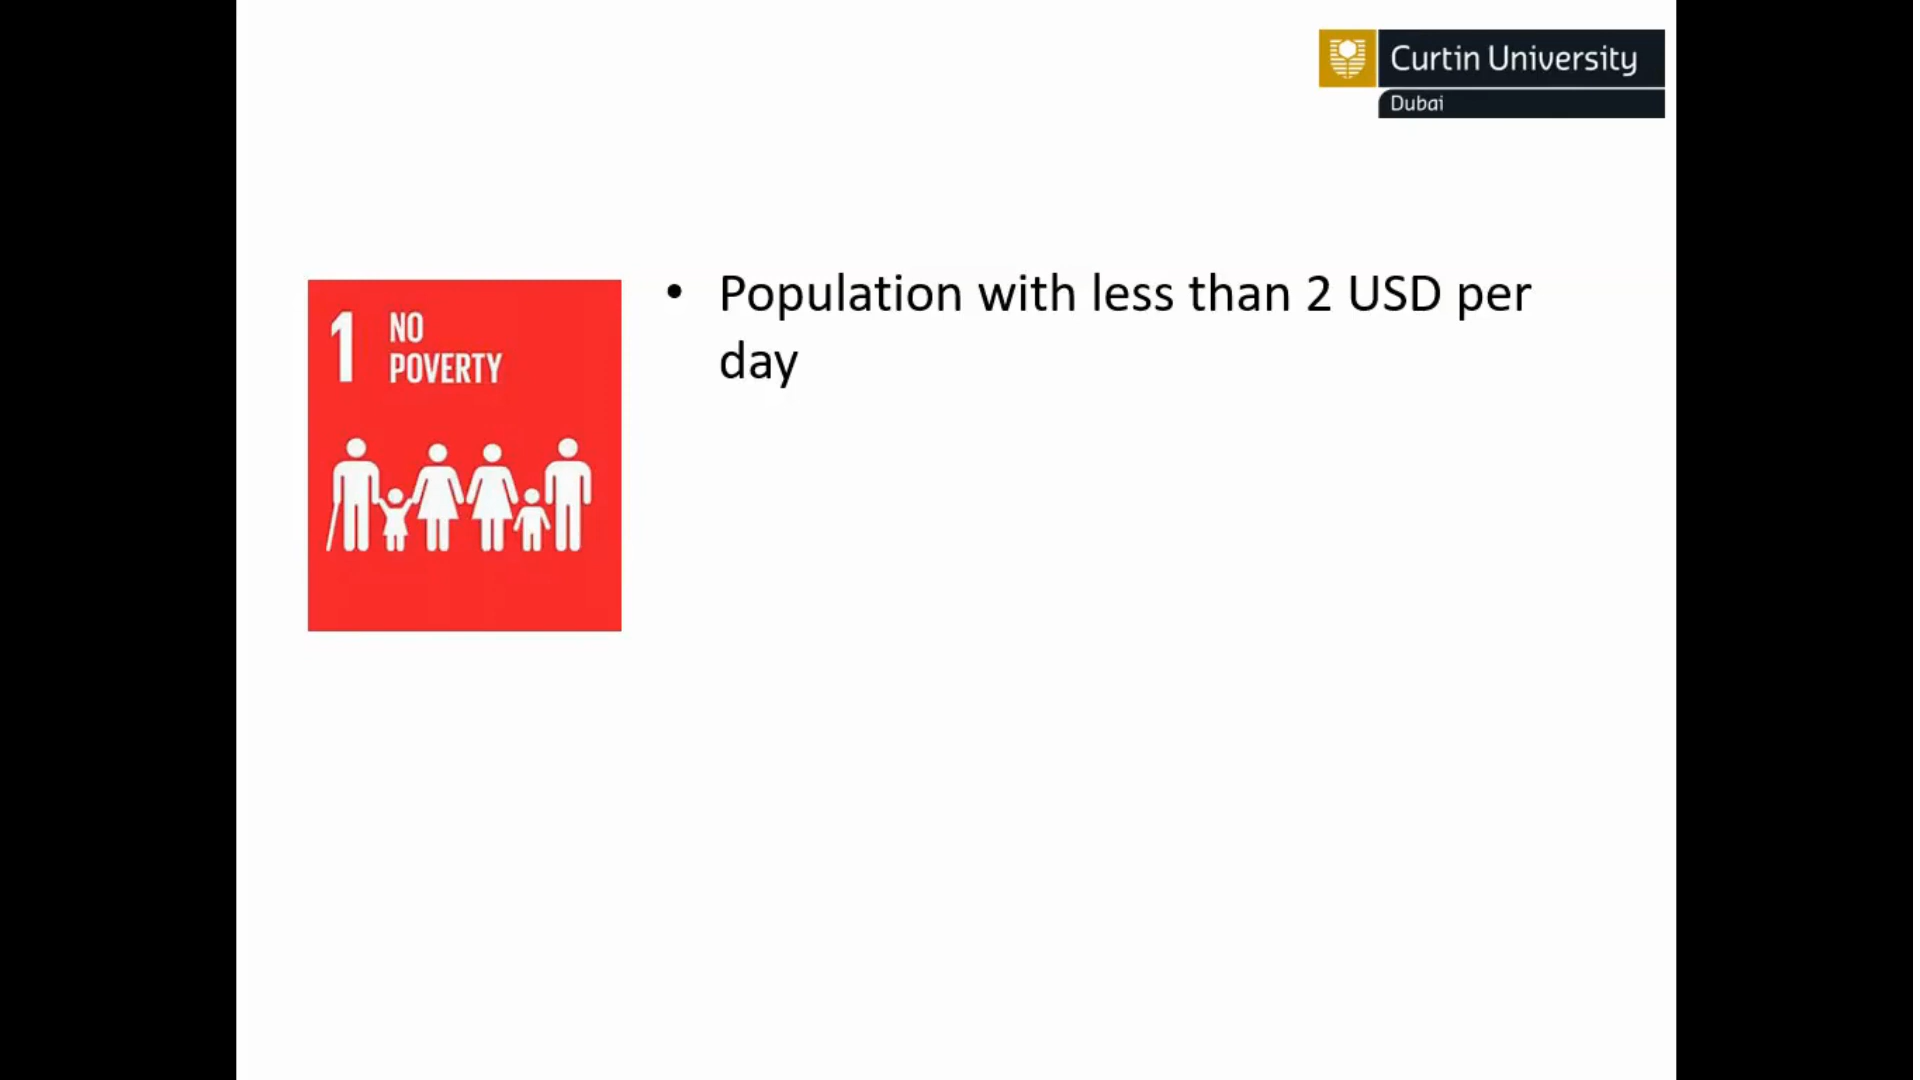 Curtin University
Dubai
1 NO
POVERTY
• Population with less than 2 USD per
day